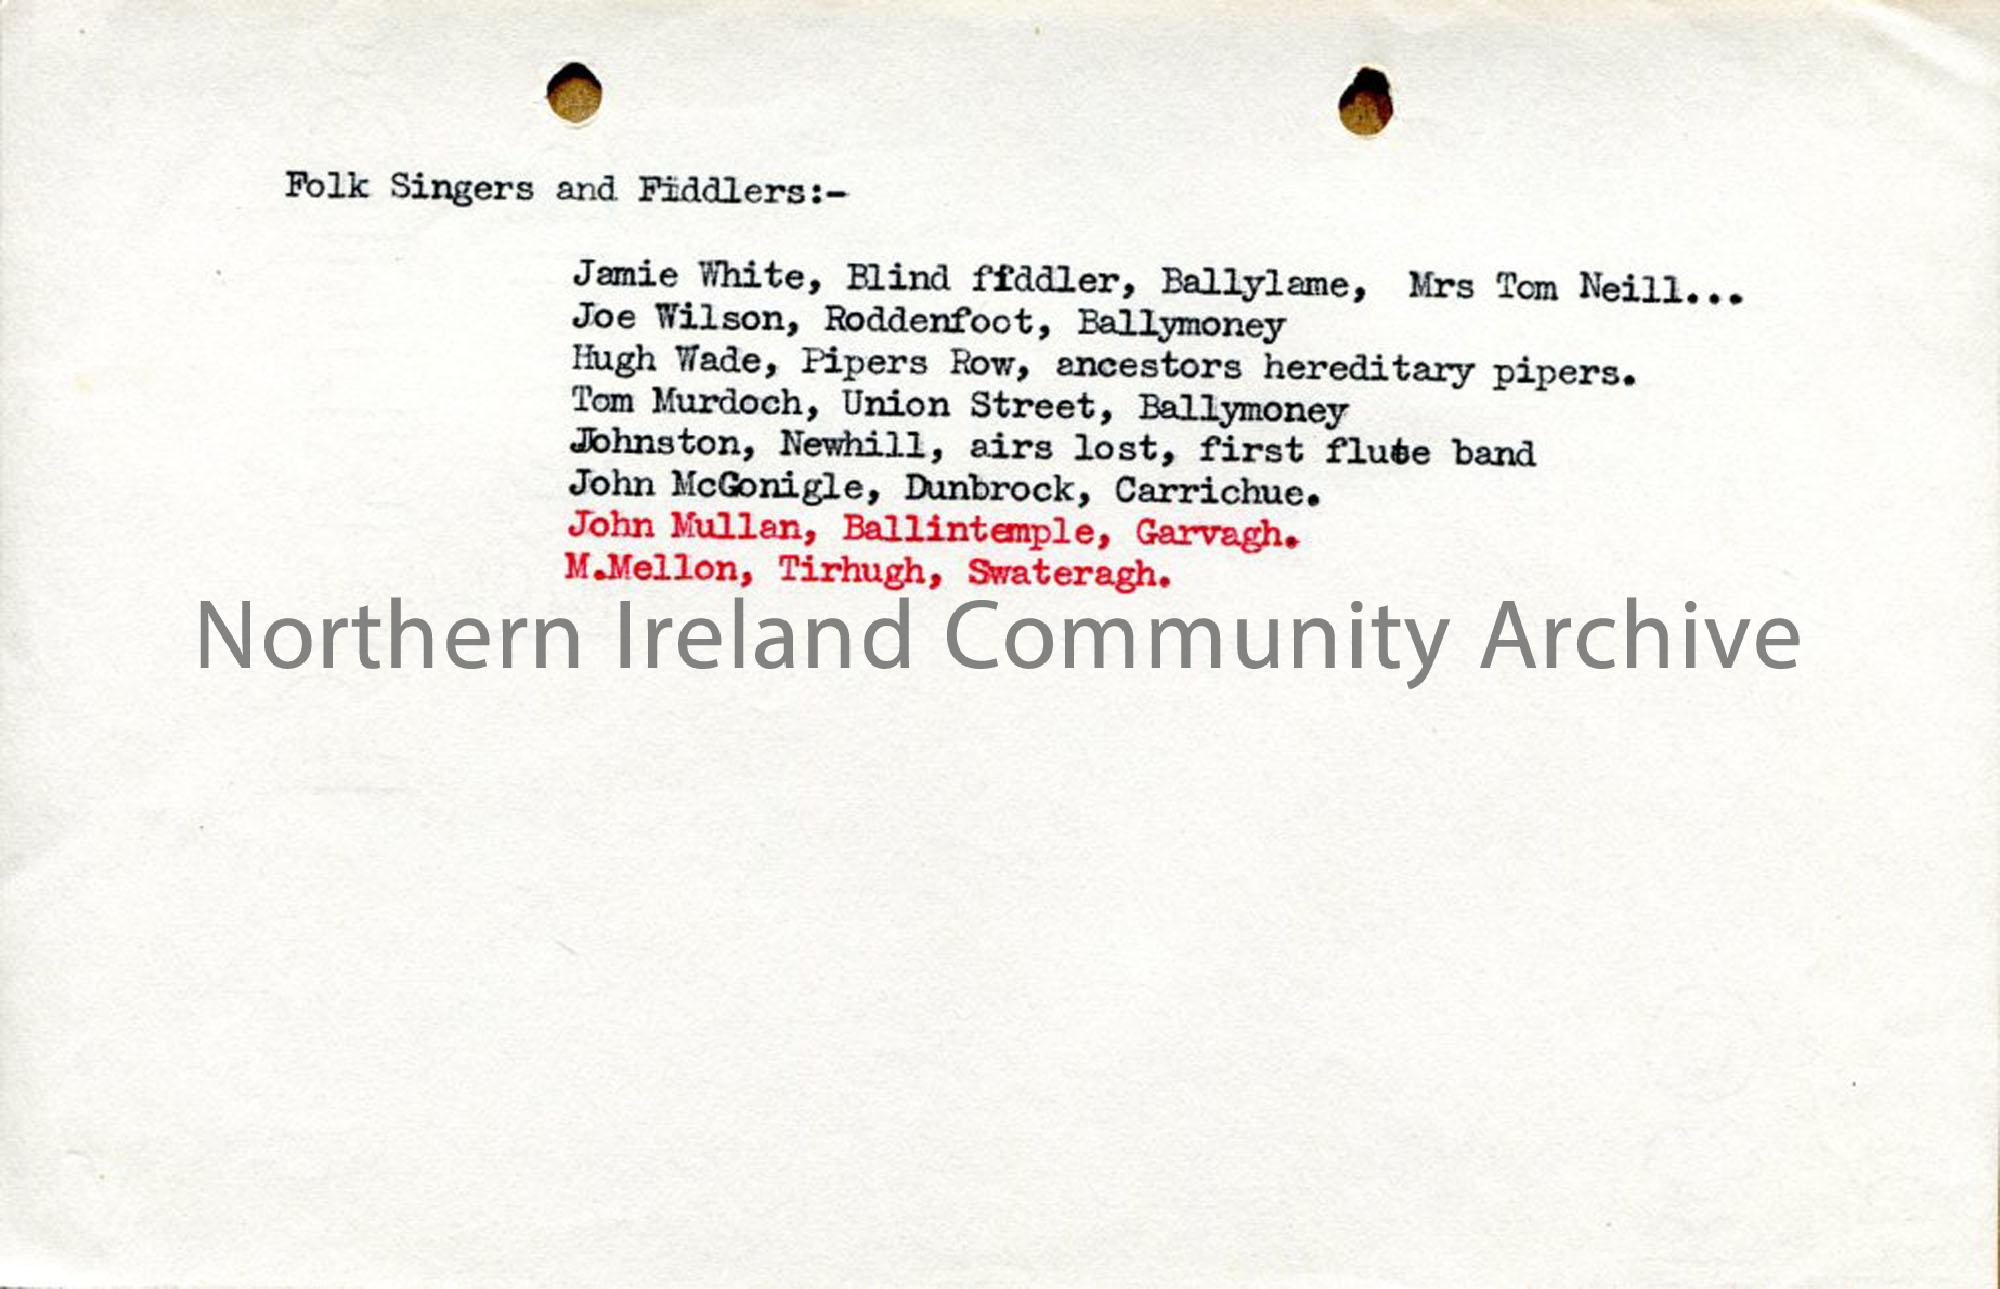 Folk Singers and Fiddlers:-
Jamie White, Blind fiddler, Ballylame, Mrs Tom Neill...
Joe Wilson, Roddenfoot, Ballymoney
Hugh Wade, Pipers Row, ancestors hereditary pipers.
Tom Murdoch, Union Street, Ballymoney
Johnston, Newhill, airs lost, first flute band
John McGonigle, Dunbrock, Carrichue.
John Mullan, Ballintemple, Garvagh.
M.Mellon, Tirhugh, Swateragh.
Northern Ireland Community Archive